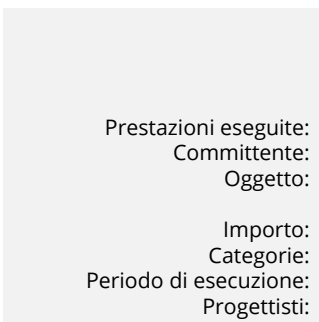 Prestazioni eseguite:
Committente:
Oggetto:
Importo:
Categorie:
Periodo di esecuzione:
Progettisti: